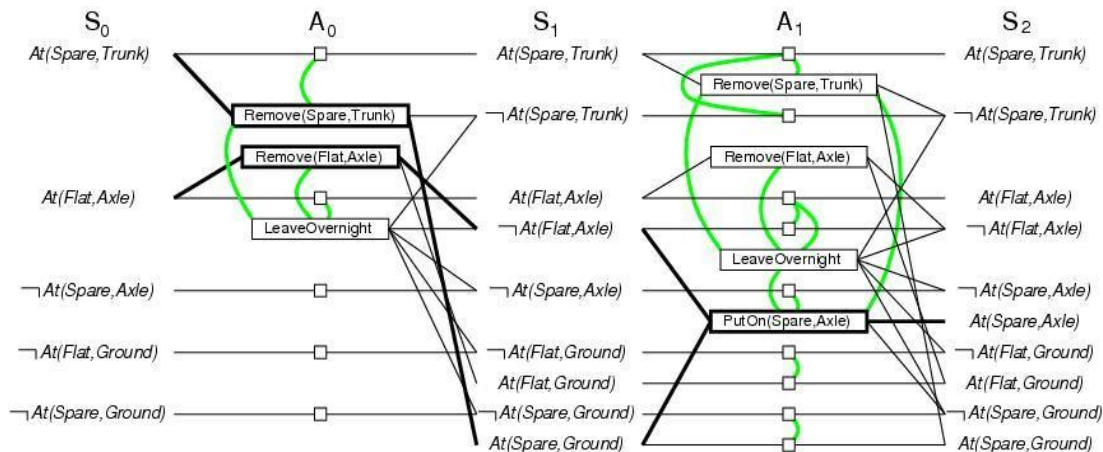 S0 A0 S1 A1 S2
At(Spare,Trunk) At(Spare,Trunk) At(Spare,Trunk)
Remove(Spare,Trunk)
Remove(Spare,Trunk) ¬At(Spare,Trunk) ¬At(Spare,Trunk)
Remove(Flat,Axle) Remove(Flat,Axle)
At(Flat,Axle) At(Flat,Axle) At(Flat,Axle)
LeaveOvernight ¬At(Flat,Axle) ¬At(Flat,Axle)
LeaveOvernight
¬At(Spare,Axle) ¬At(Spare,Axle) ¬At(Spare,Axle)
PutOn(Spare,Axle) At(Spare,Axle)
¬At(Flat,Ground) ¬At(Flat,Ground) ¬At(Flat,Ground)
At(Flat,Ground) At(Flat,Ground)
¬At(Spare,Ground) ¬At(Spare,Ground) ¬At(Spare,Ground)
At(Spare,Ground) At(Spare,Ground)